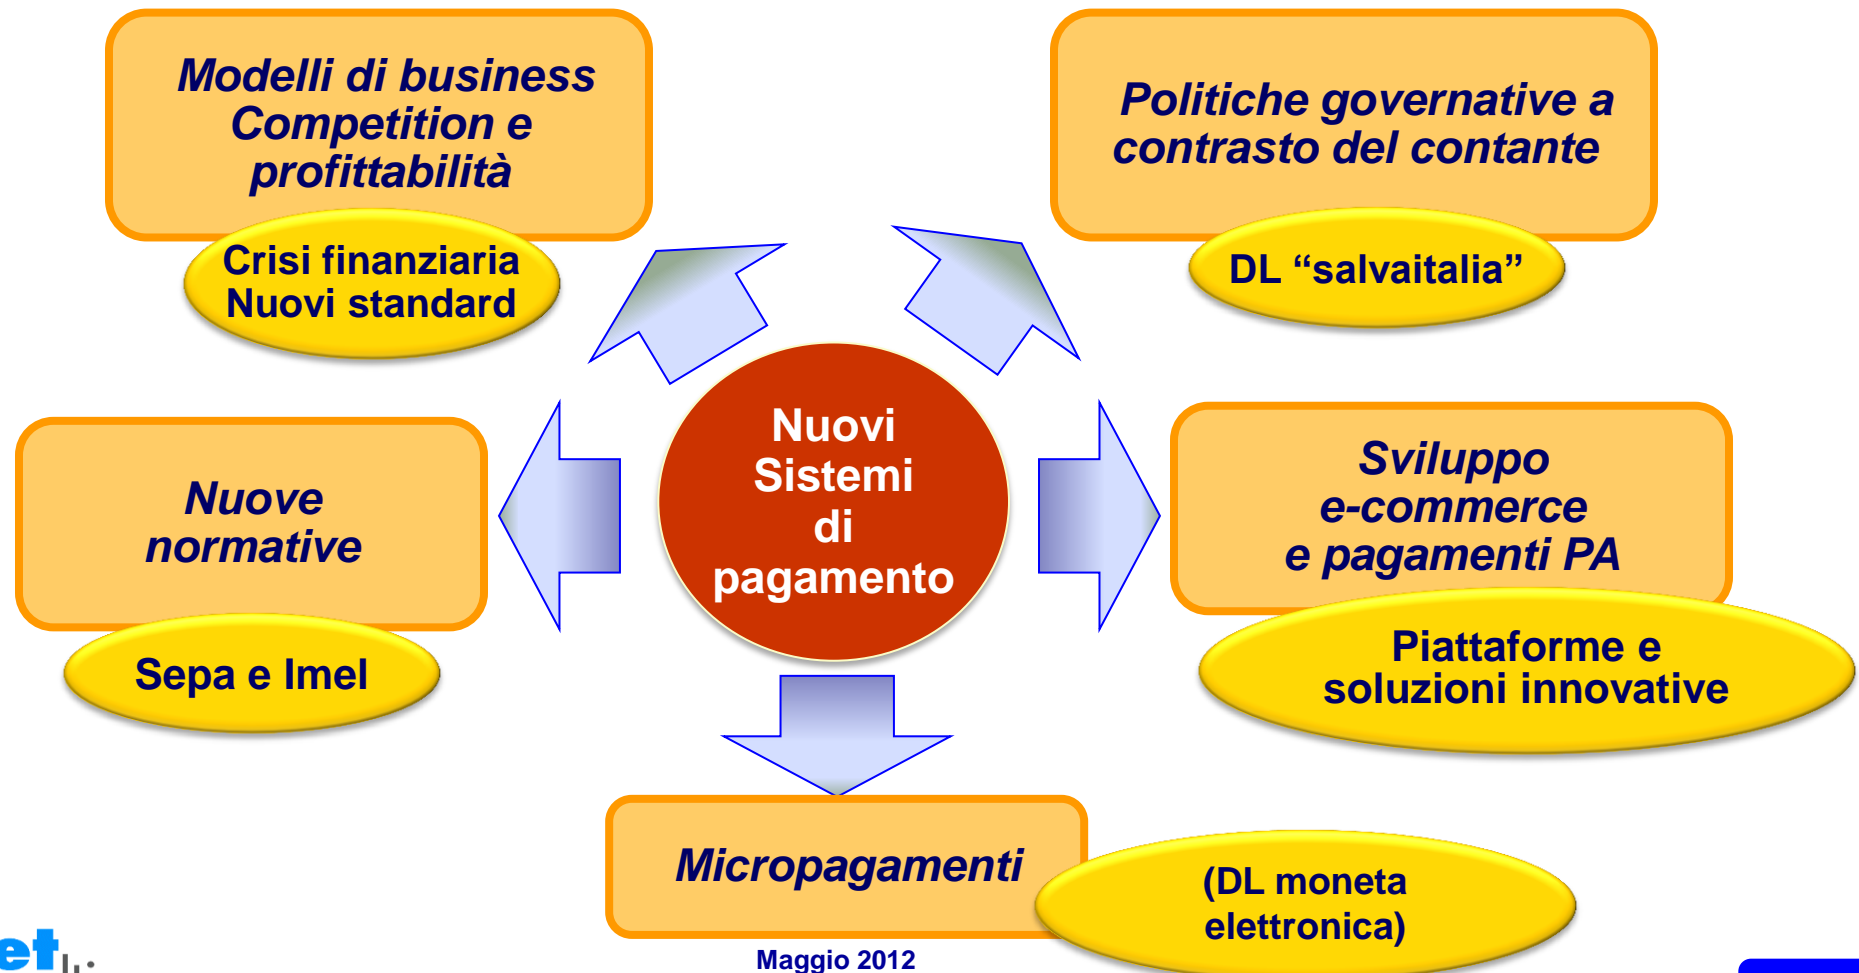 Modelli di business
Competition e
profittabilità
Crisi finanziaria
Nuovi standard
Politiche governative a
contrasto del contante
DL “salvaitalia”
Nuovi
Sistemi
di
pagamento
Nuove
normative
Sepa e Imel
Sviluppo
e-commerce
e pagamenti PA
Piattaforme e
soluzioni innovative
Micropagamenti
(DL moneta
elettronica)
et
Maggio 2012